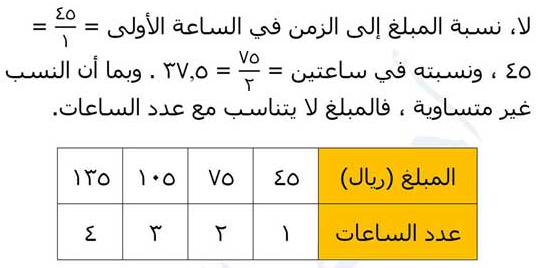 لا، نسبة المبلغ إلى الزمن في الساعة الأولى = ٤٥/١ =
٤٥ ، ونسبته في ساعتين = ٧٥/٢ = ٣٧,٥ . وبما أن النسب
غير متساوية ، فالمبلغ لا يتناسب مع عدد الساعات.
المبلغ (ريال) ٤٥ ٧٥ ١٠٥ ١٣٥
عدد الساعات ١ ٢ ٣ ٤